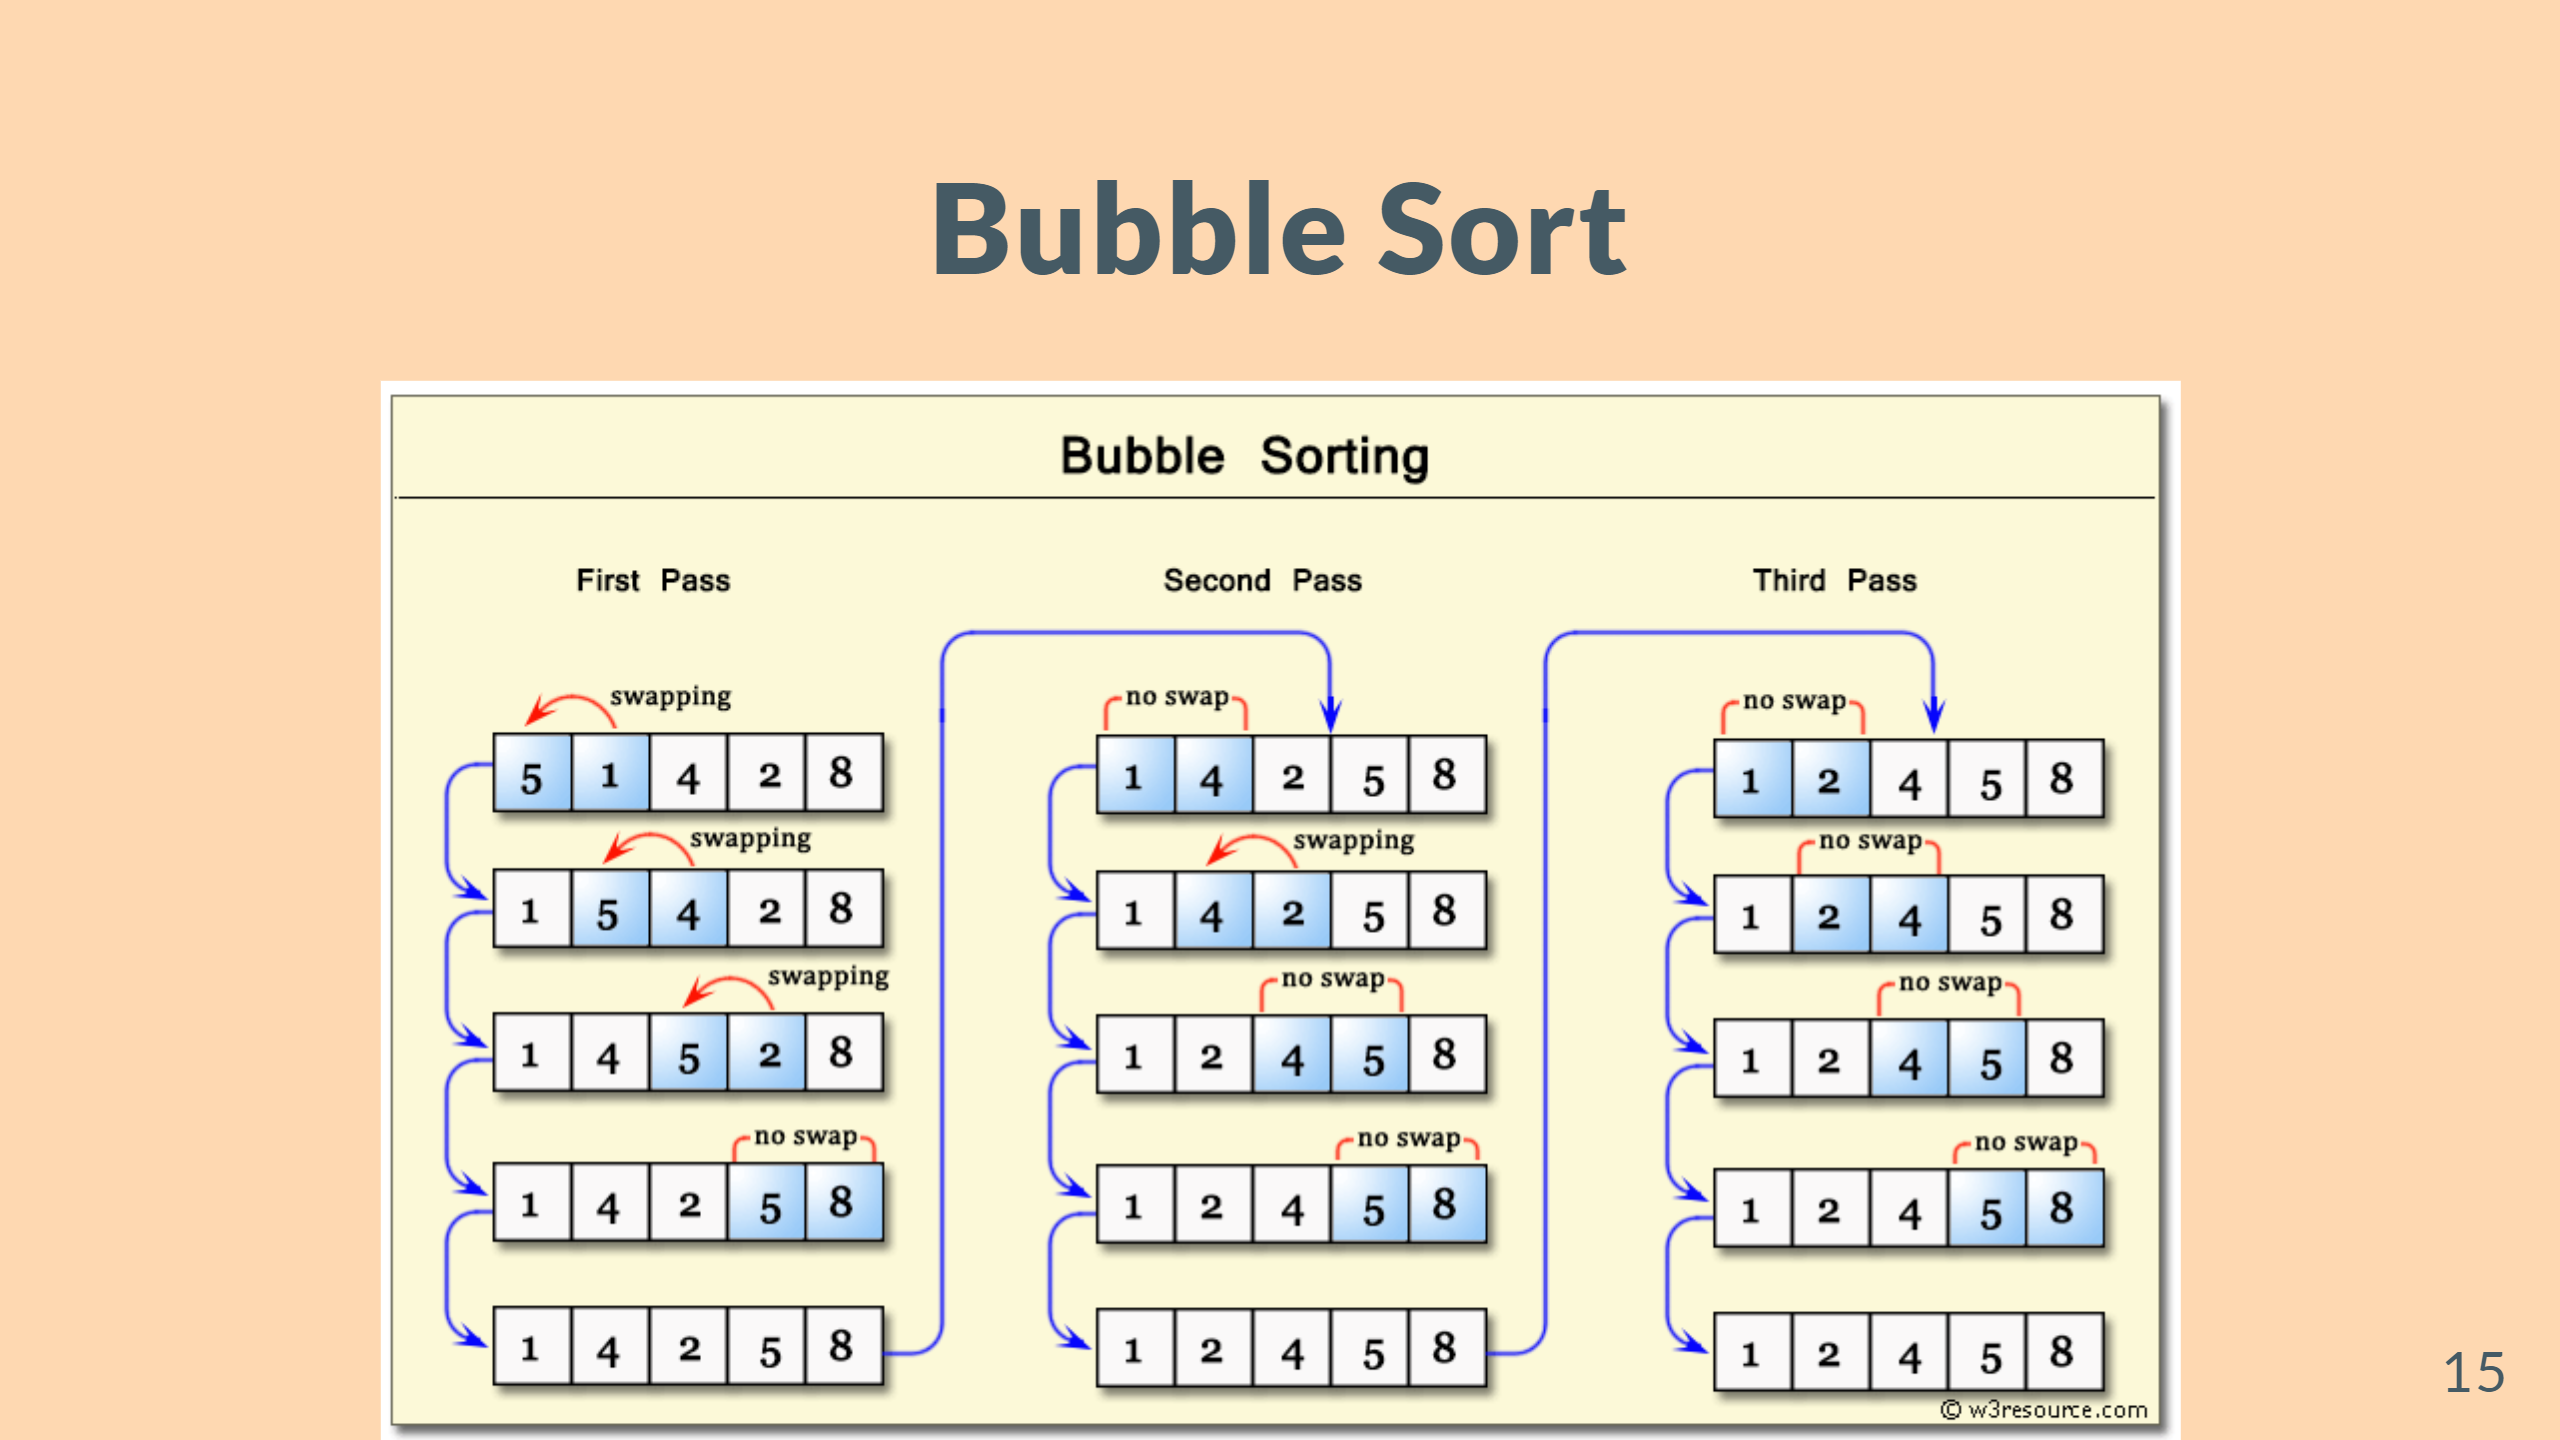 Bubble Sort
Bubble Sorting
First Pass
swapping
5 1 4 2 8
swapping
1 5 4 2 8
swapping
1 4 5 2 8
no swap
1 4 2 5 8
1 4 2 5 8
Second Pass
no swap
1 4 2 5 8
swapping
1 4 2 5 8
no swap
1 2 4 5 8
no swap
1 2 4 5 8
1 2 4 5 8
Third Pass
no swap
1 2 4 5 8
no swap
1 2 4 5 8
no swap
1 2 4 5 8
no swap
1 2 4 5 8
1 2 4 5 8
© w3resource.com
15